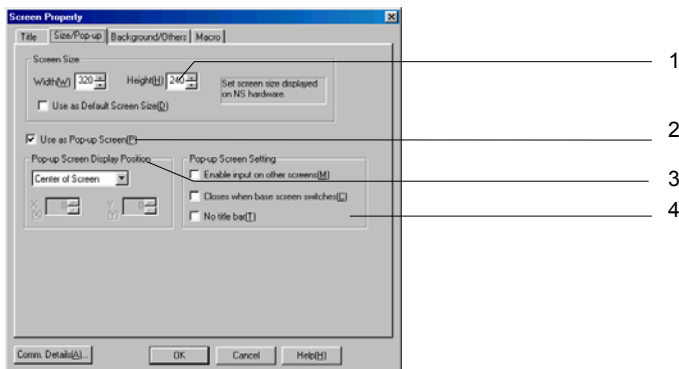 Screen Property
Title Size/Pop-up Background/Others Macro
Screen Size
Width(W) 320 Height(H) 240
Set screen size displayed
on NS hardware.
Use as Default Screen Size(D)
Use as Pop-up Screen(P)
Pop-up Screen Display Position
Center of Screen
X
(X) 0 Y
(Y) 0
Pop-up Screen Setting
Enable input on other screens(M)
Closes when base screen switches(C)
No title bar(T)
Comm. Details(A)... OK Cancel Help(H)
1
2
3
4